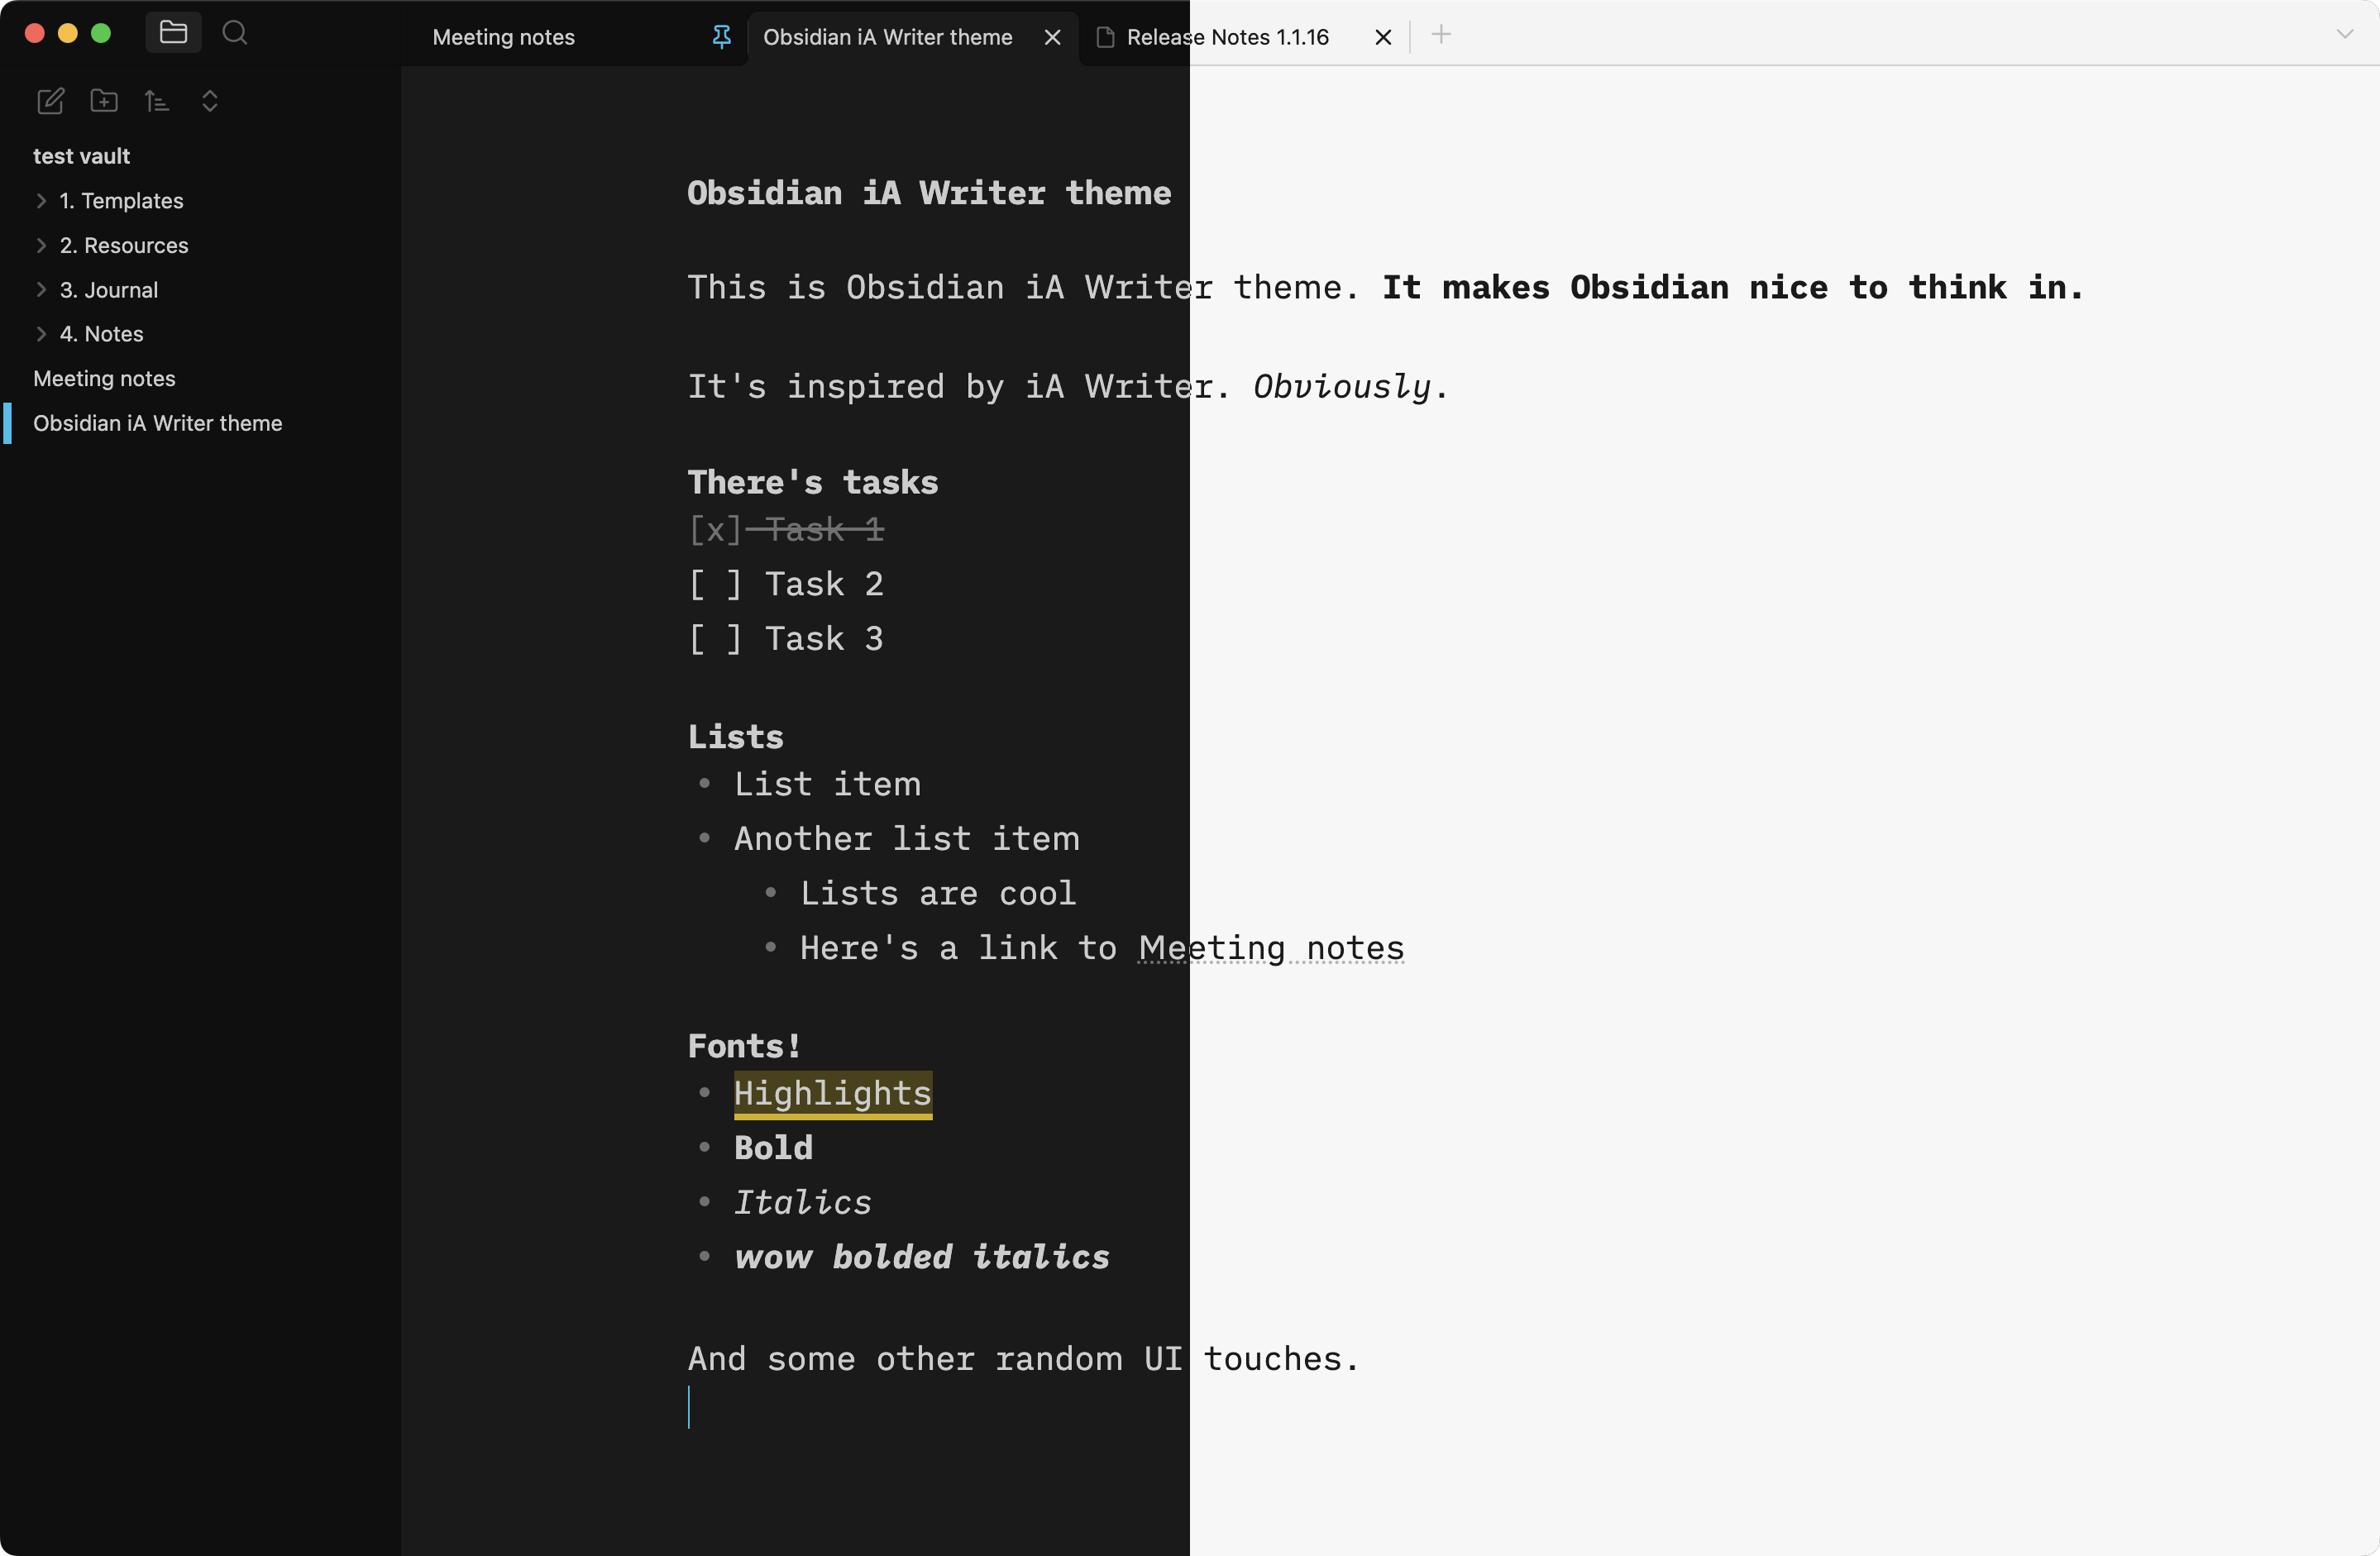 Meeting notes
Obsidian iA Writer theme
Release Notes 1.1.16
test vault
1. Templates
2. Resources
3. Journal
4. Notes
Meeting notes
Obsidian iA Writer theme
Obsidian iA Writer theme
This is Obsidian iA Writer theme. It makes Obsidian nice to think in.
It's inspired by iA Writer. Obviously.
There's tasks
[x] Task 1
[ ] Task 2
[ ] Task 3
Lists
• List item
• Another list item
• Lists are cool
• Here's a link to Meeting notes
Fonts!
• Highlights
• Bold
• Italics
• wow bolded italics
And some other random UI touches.